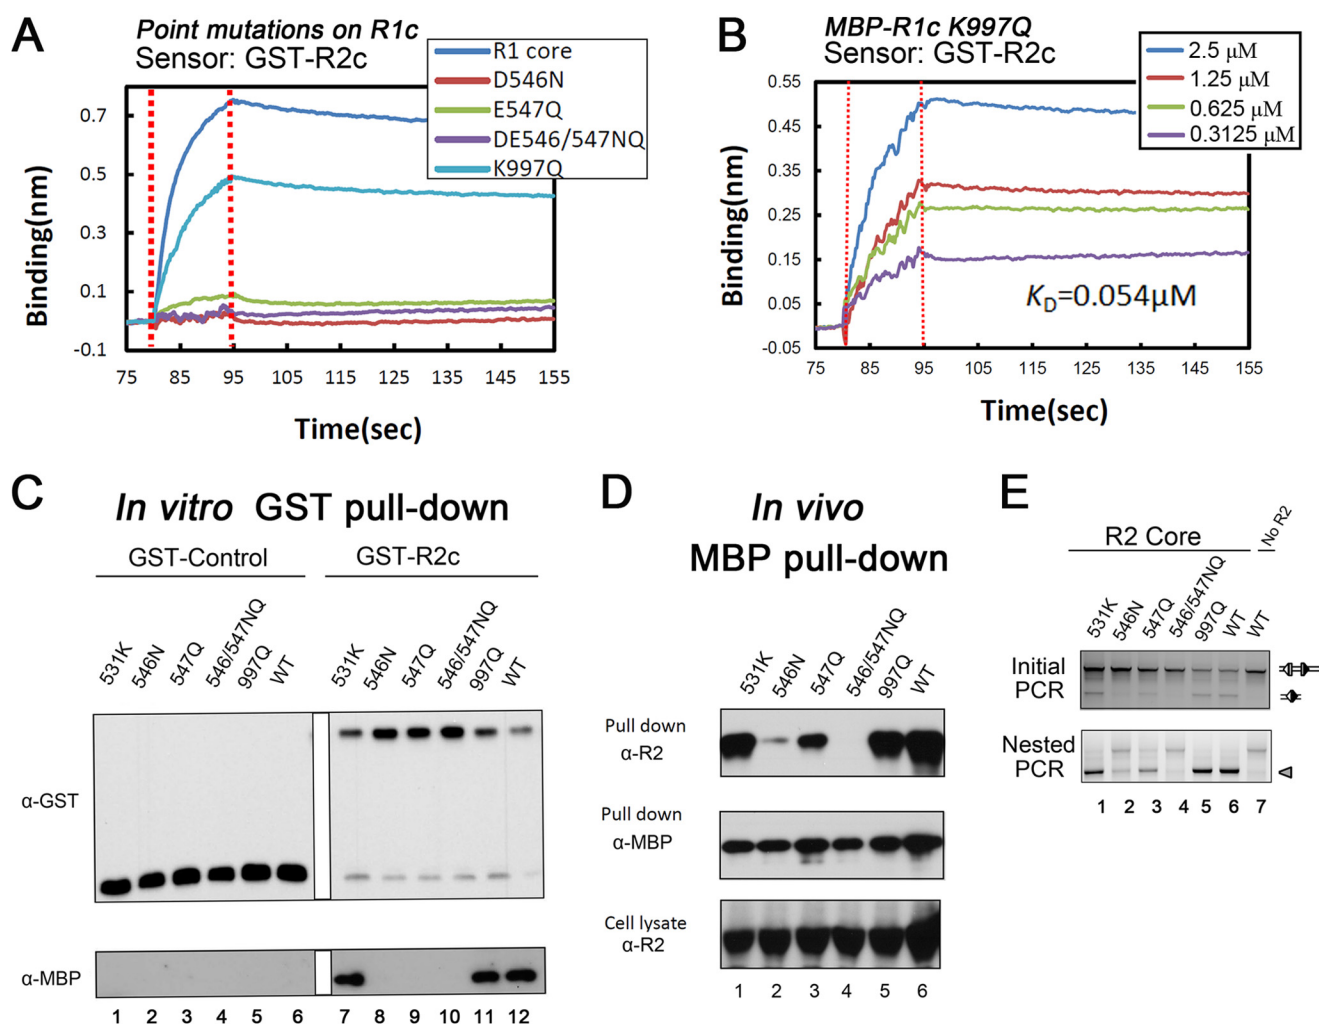 A
Point mutations on R1c
Sensor: GST-R2c
R1 core
D546N
E547Q
DE546/547NQ
K997Q
Binding(nm)
0.7
0.5
0.3
0.1
-0.1
75 85 95 105 115 125 135 145 155
Time(sec)
B
MBP-R1c K997Q
Sensor: GST-R2c
2.5 μM
1.25 μM
0.625 μM
0.3125 μM
Binding(nm)
0.55
0.45
0.35
0.25
0.15
0.05
-0.05
KD=0.054μM
75 85 95 105 115 125 135 145 155
Time(sec)
C
In vitro GST pull-down
GST-Control GST-R2c
531K 546N 547Q 546/547NQ 997Q WT 531K 546N 547Q 546/547NQ 997Q WT
α-GST
α-MBP
1 2 3 4 5 6 7 8 9 10 11 12
D
In vivo
MBP pull-down
531K 546N 547Q 546/547NQ 997Q WT
Pull down
α-R2
Pull down
α-MBP
Cell lysate
α-R2
1 2 3 4 5 6
E
R2 Core No R2
531K 546N 547Q 546/547NQ 997Q WT WT
Initial
PCR
Nested
PCR
1 2 3 4 5 6 7